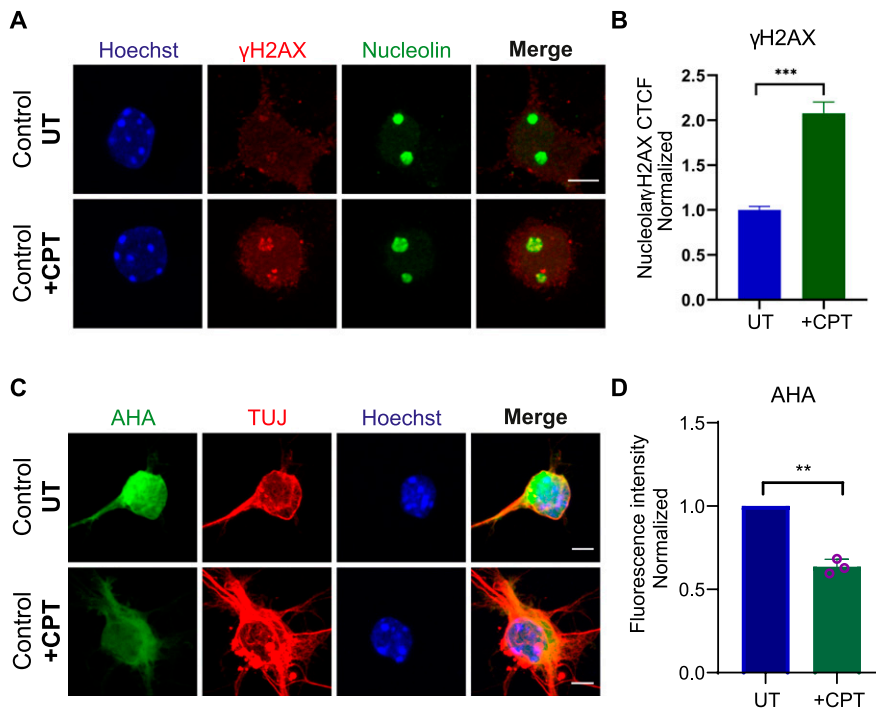 A
Hoechst γH2AX Nucleolin Merge
Control
UT
Control
+CPT
B
γH2AX
Nucleolar γH2AX CTCF
Normalized
2.5
2.0
1.5
1.0
0.5
0.0
***
UT +CPT
C
AHA TUJ Hoechst Merge
Control
UT
Control
+CPT
D
AHA
Fluorescence intensity
Normalized
1.5
1.0
0.5
0.0
**
UT +CPT